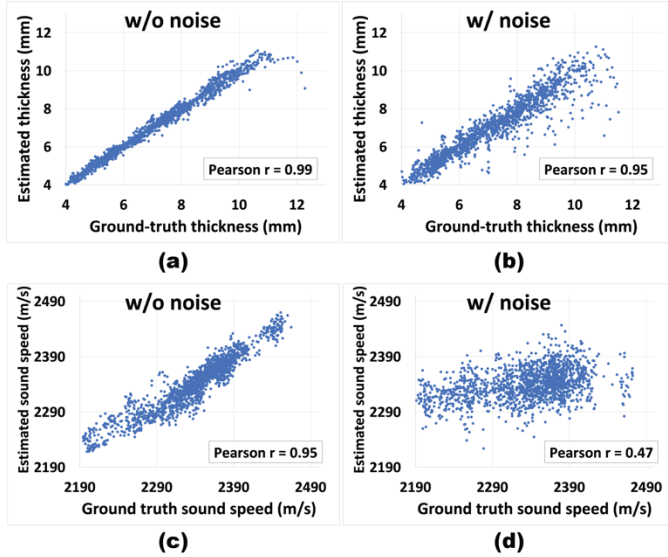 w/o noise
12
10
8
6
4
4 6 8 10 12
Estimated thickness (mm)
Ground-truth thickness (mm)
Pearson r = 0.99
(a)
w/ noise
12
10
8
6
4
4 6 8 10 12
Estimated thickness (mm)
Ground-truth thickness (mm)
Pearson r = 0.95
(b)
w/o noise
2490
2390
2290
2190
2190 2290 2390 2490
Estimated sound speed (m/s)
Ground truth sound speed (m/s)
Pearson r = 0.95
(c)
w/ noise
2490
2390
2290
2190
2190 2290 2390 2490
Estimated sound speed (m/s)
Ground truth sound speed (m/s)
Pearson r = 0.47
(d)